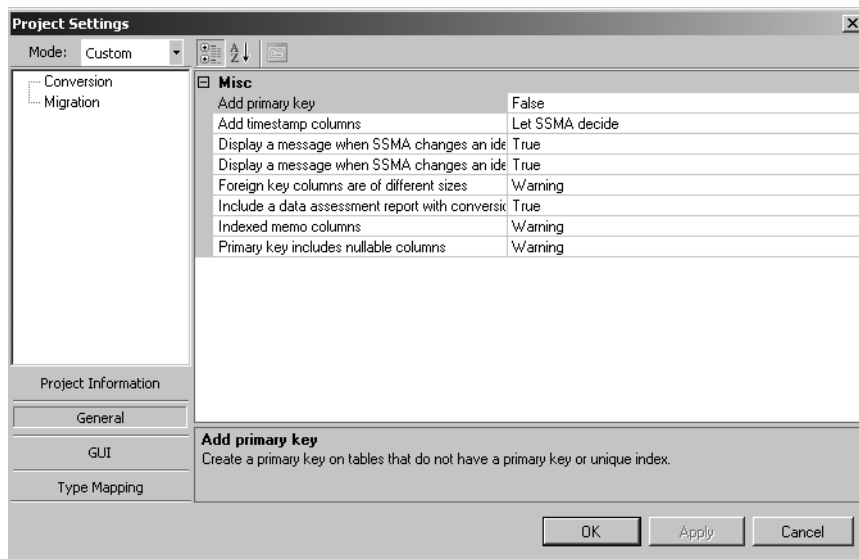 Project Settings
Mode: Custom
Conversion
Migration
Misc
Add primary key False
Add timestamp columns Let SSMA decide
Display a message when SSMA changes an ide True
Display a message when SSMA changes an ide True
Foreign key columns are of different sizes Warning
Include a data assessment report with conversic True
Indexed memo columns Warning
Primary key includes nullable columns Warning
Project Information
General
GUI
Type Mapping
Add primary key
Create a primary key on tables that do not have a primary key or unique index.
OK Apply Cancel